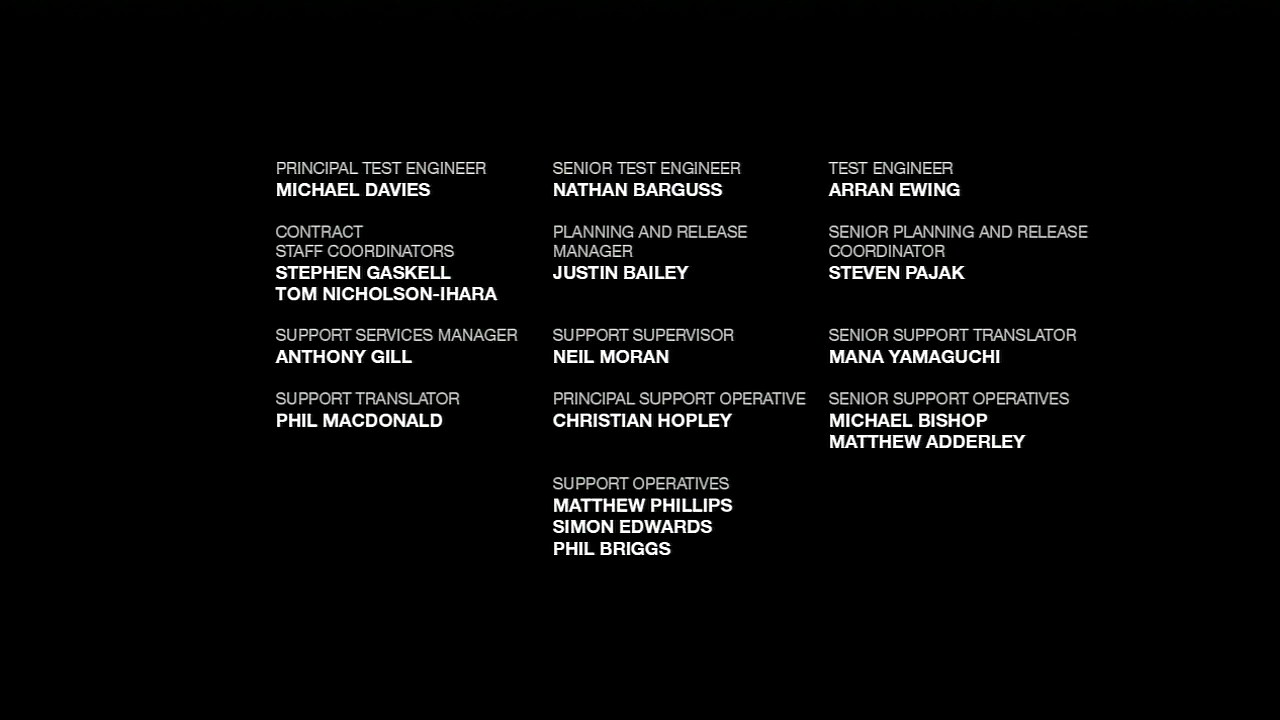 PRINCIPAL TEST ENGINEER
MICHAEL DAVIES
SENIOR TEST ENGINEER
NATHAN BARGUSS
TEST ENGINEER
ARRAN EWING
CONTRACT
STAFF COORDINATORS
STEPHEN GASKELL
TOM NICHOLSON-IHARA
PLANNING AND RELEASE
MANAGER
JUSTIN BAILEY
SENIOR PLANNING AND RELEASE
COORDINATOR
STEVEN PAJAK
SUPPORT SERVICES MANAGER
ANTHONY GILL
SUPPORT SUPERVISOR
NEIL MORAN
SENIOR SUPPORT TRANSLATOR
MANA YAMAGUCHI
SUPPORT TRANSLATOR
PHIL MACDONALD
PRINCIPAL SUPPORT OPERATIVE
CHRISTIAN HOPLEY
SENIOR SUPPORT OPERATIVES
MICHAEL BISHOP
MATTHEW ADDERLEY
SUPPORT OPERATIVES
MATTHEW PHILLIPS
SIMON EDWARDS
PHIL BRIGGS